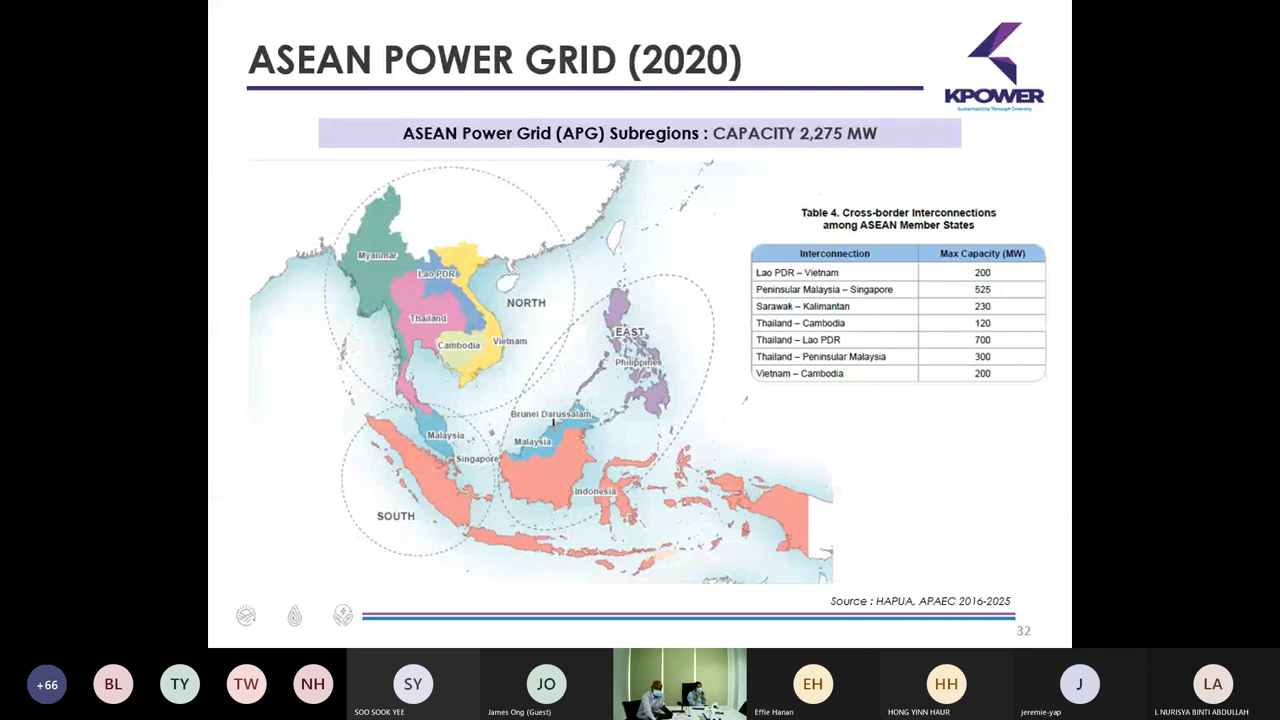 ASEAN POWER GRID (2020)
KPOWER
Sustainability Through Diversity
ASEAN Power Grid (APG) Subregions : CAPACITY 2,275 MW
Myanmar
Lao PDR
NORTH
Thailand
Cambodia
Vietnam
EAST
Philippines
Brunei Darussalam
Malaysia
Malaysia
Singapore
Indonesia
SOUTH
Table 4. Cross-border Interconnections
among ASEAN Member States
Interconnection Max Capacity (MW)
Lao PDR – Vietnam 200
Peninsular Malaysia – Singapore 525
Sarawak – Kalimantan 230
Thailand – Cambodia 120
Thailand – Lao PDR 700
Thailand – Peninsular Malaysia 300
Vietnam – Cambodia 200
Source : HAPUA, APAEC 2016-2025
32
+66
BL
TY
TW
NH
SY
SOO SOOK YEE
JO
James Ong (Guest)
EH
Effie Hanan
HH
HONG YINN HAUR
J
jeremie-yap
LA
L NURISYA BINTI ABDULLAH